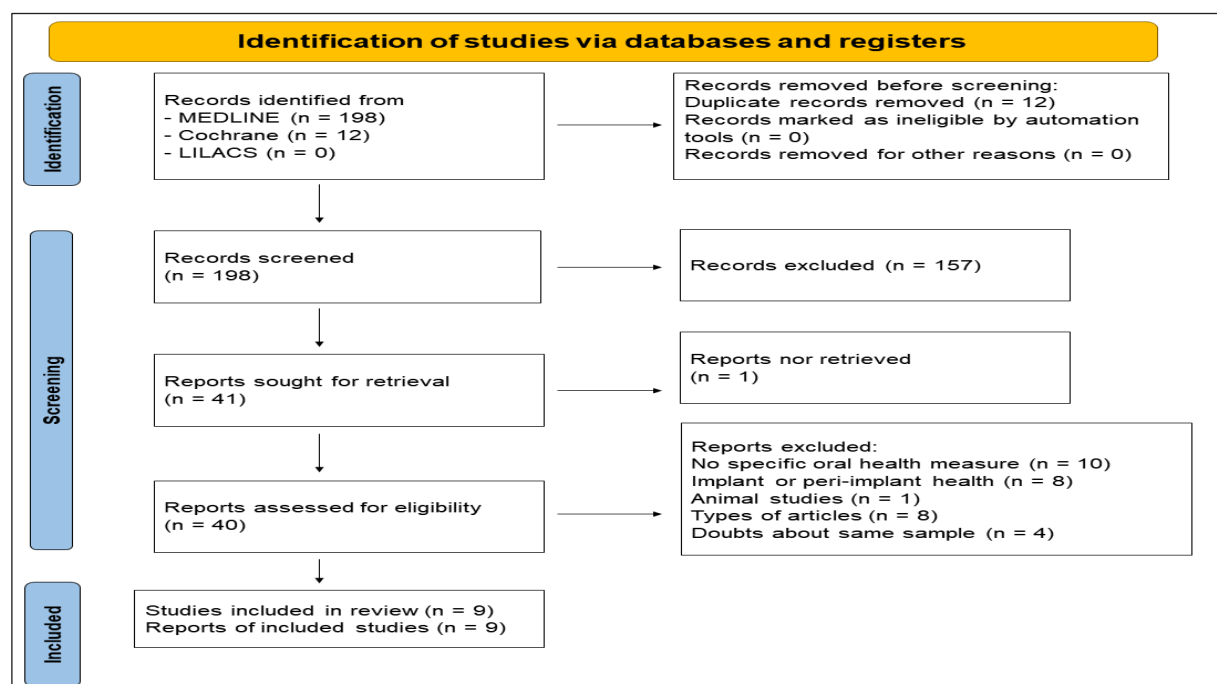 Identification of studies via databases and registers
Identification
Records identified from
- MEDLINE (n = 198)
- Cochrane (n = 12)
- LILACS (n = 0)
Records removed before screening:
Duplicate records removed (n = 12)
Records marked as ineligible by automation
tools (n = 0)
Records removed for other reasons (n = 0)
Screening
Records screened
(n = 198)
Records excluded (n = 157)
Reports sought for retrieval
(n = 41)
Reports nor retrieved
(n = 1)
Reports assessed for eligibility
(n = 40)
Reports excluded:
No specific oral health measure (n = 10)
Implant or peri-implant health (n = 8)
Animal studies (n = 1)
Types of articles (n = 8)
Doubts about same sample (n = 4)
Included
Studies included in review (n = 9)
Reports of included studies (n = 9)